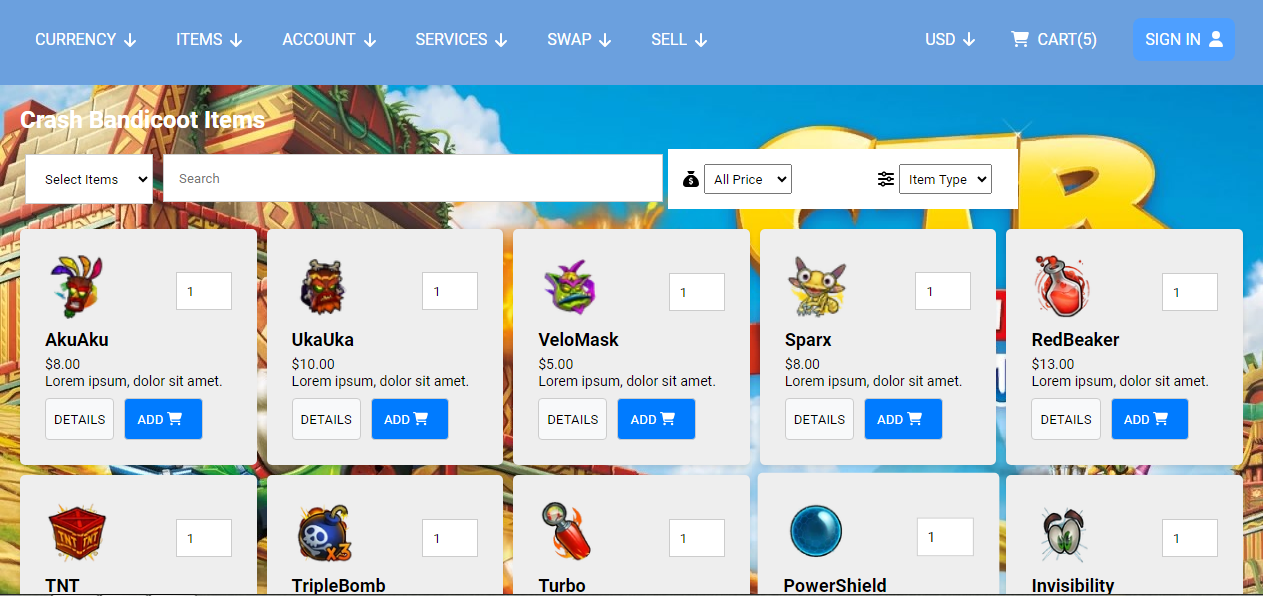 CURRENCY ITEMS ACCOUNT SERVICES SWAP SELL USD CART(5) SIGN IN
Crash Bandicoot Items
Select Items Search All Price Item Type
1 1 1 1 1
AkuAku UkaUka VeloMask Sparx RedBeaker
$8.00 $10.00 $5.00 $8.00 $13.00
Lorem ipsum, dolor sit amet. Lorem ipsum, dolor sit amet. Lorem ipsum, dolor sit amet. Lorem ipsum, dolor sit amet. Lorem ipsum, dolor sit amet.
DETAILS ADD DETAILS ADD DETAILS ADD DETAILS ADD DETAILS ADD
TNT TNT x3 1 1 1 1 1
TNT TripleBomb Turbo PowerShield Invisibility